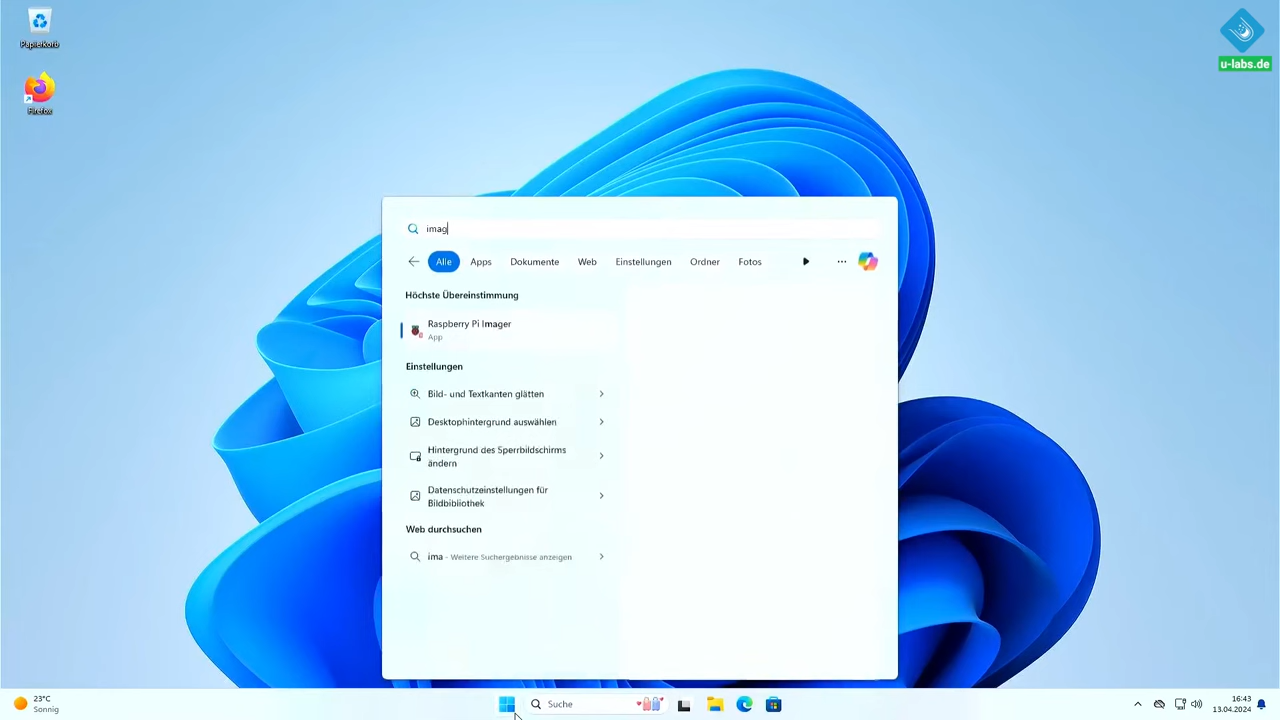 Papierkorb
Firefox
u-labs.de
imag
Alle Apps Dokumente Web Einstellungen Ordner Fotos
Höchste Übereinstimmung
Raspberry Pi Imager
App
Einstellungen
Bild- und Textkanten glätten
Desktophintergrund auswählen
Hintergrund des Sperrbildschirms
ändern
Datenschutzeinstellungen für
Bildbibliothek
Web durchsuchen
ima - Weitere Suchergebnisse anzeigen
23°C
Sonnig
Suche
16:43
13.04.2024